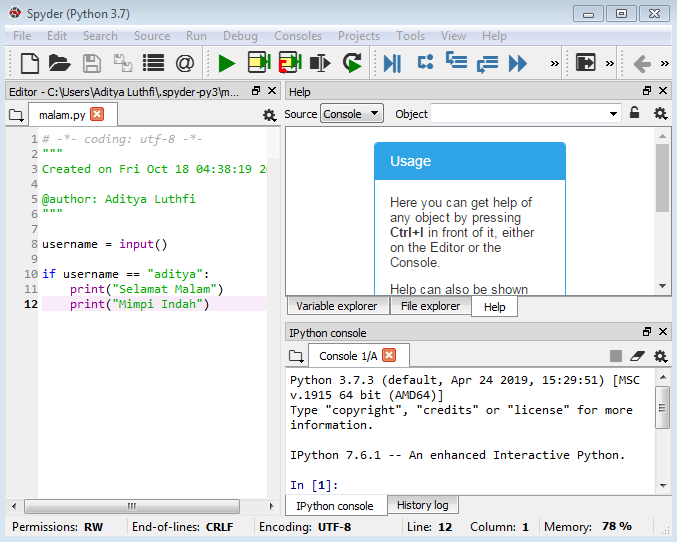 Spyder (Python 3.7)
File Edit Search Source Run Debug Consoles Projects Tools View Help
Editor - C:\Users\Aditya Luthfi\.spyder-py3\m...
malam.py
1 # -*- coding: utf-8 -*-
2 """
3 Created on Fri Oct 18 04:38:19 20
4
5 @author: Aditya Luthfi
6 """
7
8 username = input()
9
10 if username == "aditya":
11 print("Selamat Malam")
12 print("Mimpi Indah")
Help
Source Console Object
Usage
Here you can get help of
any object by pressing
Ctrl+I in front of it, either
on the Editor or the
Console.
Help can also be shown
Variable explorer File explorer Help
IPython console
Console 1/A
Python 3.7.3 (default, Apr 24 2019, 15:29:51) [MSC
v.1915 64 bit (AMD64)]
Type "copyright", "credits" or "license" for more
information.
IPython 7.6.1 -- An enhanced Interactive Python.
In [1]:
IPython console History log
Permissions: RW End-of-lines: CRLF Encoding: UTF-8 Line: 12 Column: 1 Memory: 78 %